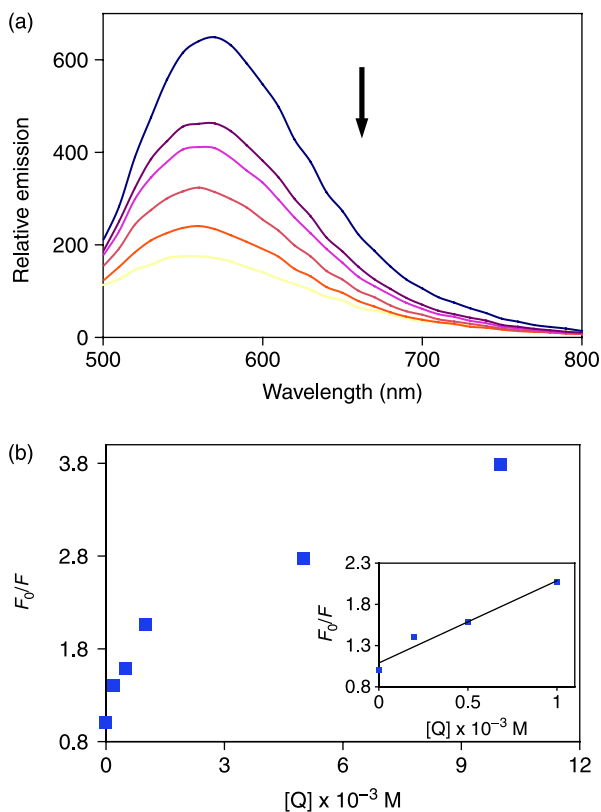 (a)
600
400
200
0
Relative emission
500 600 700 800
Wavelength (nm)
(b)
3.8
2.8
1.8
0.8
F0/F
3 6 9 12
0
[Q] x 10⁻³ M
2.3
1.8
1.3
0.8
F0/F
0 0.5 1
[Q] x 10⁻³ M